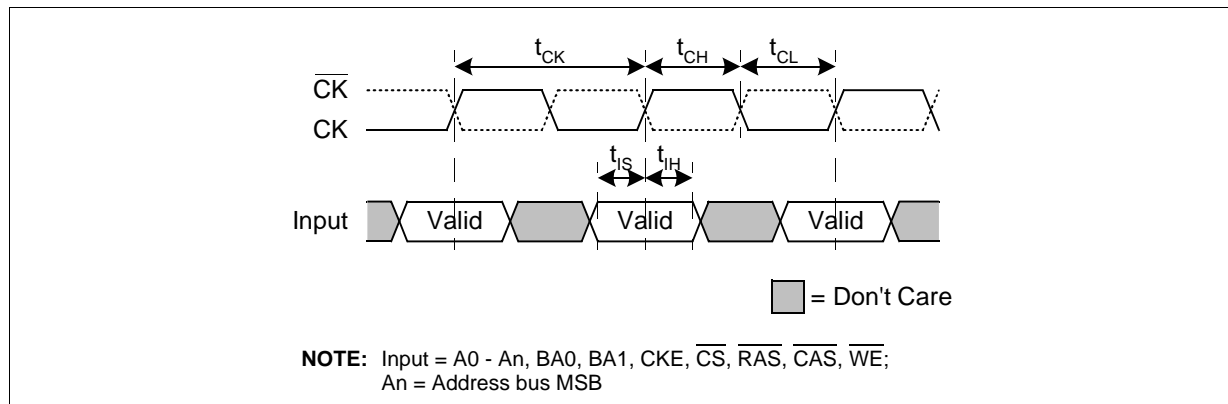 tCK tCH tCL
CK
CK
tIS tIH
Input Valid Valid Valid
= Don't Care
NOTE: Input = A0 - An, BA0, BA1, CKE, CS, RAS, CAS, WE;
An = Address bus MSB